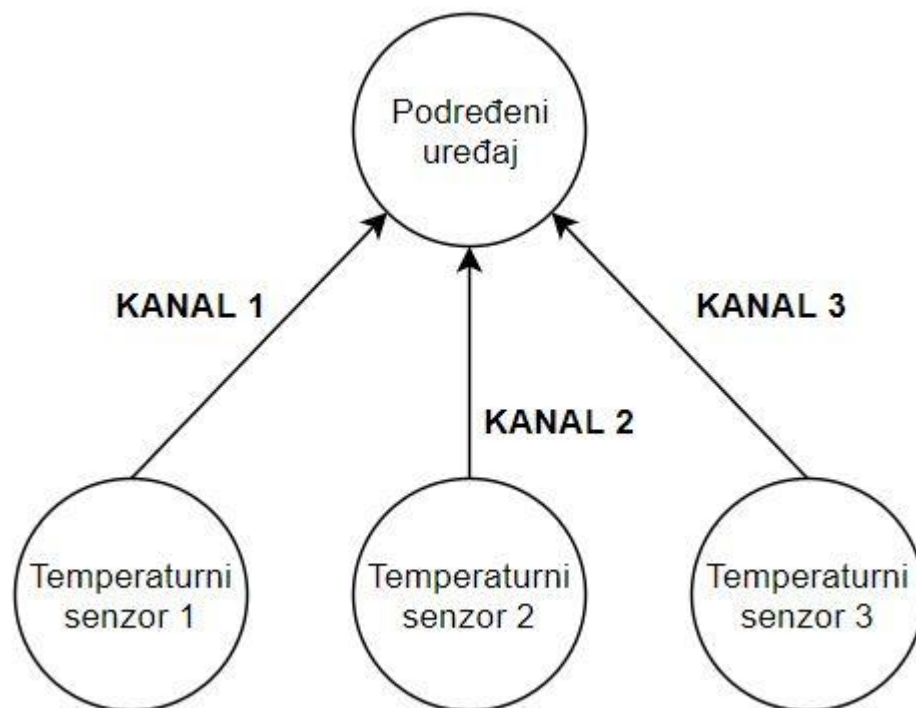 Podređeni
uređaj
KANAL 1
KANAL 3
KANAL 2
Temperaturni
senzor 1
Temperaturni
senzor 2
Temperaturni
senzor 3